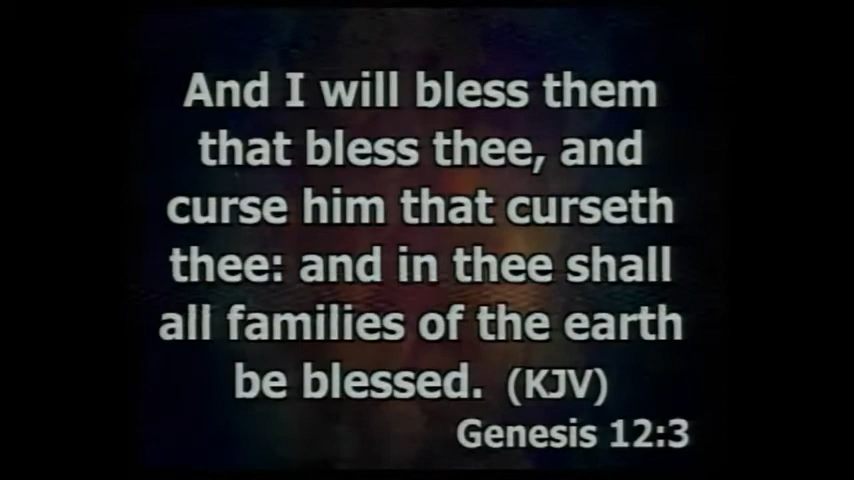 And I will bless them
that bless thee, and
curse him that curseth
thee: and in thee shall
all families of the earth
be blessed. (KJV)
Genesis 12:3